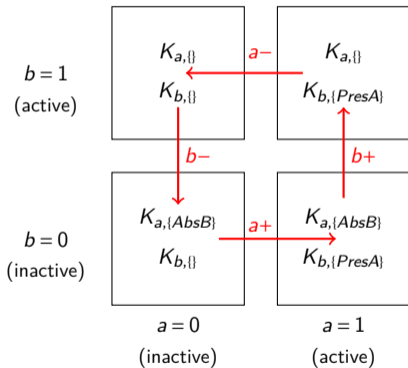 b = 1
(active)
K_{a,{}}
K_{b,{}}
a−
K_{a,{}}
K_{b,{PresA}}
b−
b+
b = 0
(inactive)
K_{a,{AbsB}}
K_{b,{}}
a+
K_{a,{AbsB}}
K_{b,{PresA}}
a = 0
(inactive)
a = 1
(active)